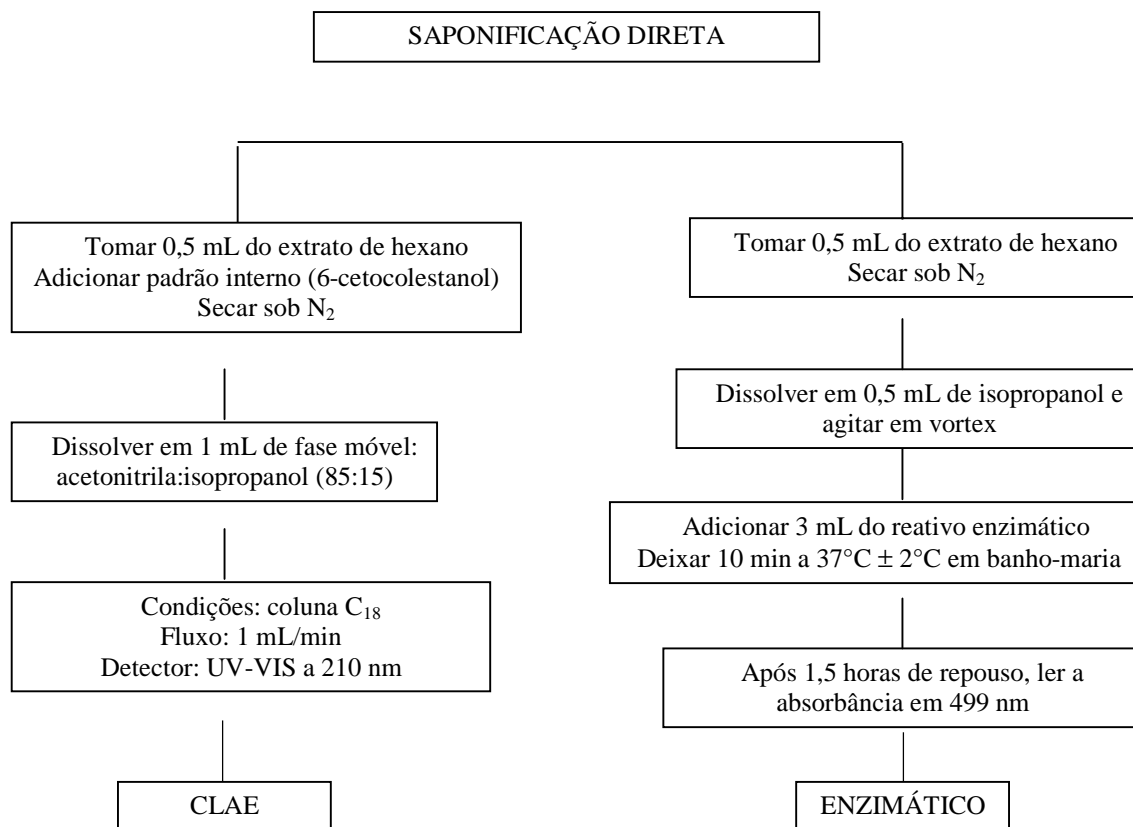 SAPONIFICAÇÃO DIRETA
Tomar 0,5 mL do extrato de hexano
Adicionar padrão interno (6-cetocolestanol)
Secar sob N₂
Dissolver em 1 mL de fase móvel:
acetonitrila:isopropanol (85:15)
Condições: coluna C₁₈
Fluxo: 1 mL/min
Detector: UV-VIS a 210 nm
CLAE
Tomar 0,5 mL do extrato de hexano
Secar sob N₂
Dissolver em 0,5 mL de isopropanol e
agitar em vortex
Adicionar 3 mL do reativo enzimático
Deixar 10 min a 37°C ± 2°C em banho-maria
Após 1,5 horas de repouso, ler a
absorbância em 499 nm
ENZIMÁTICO